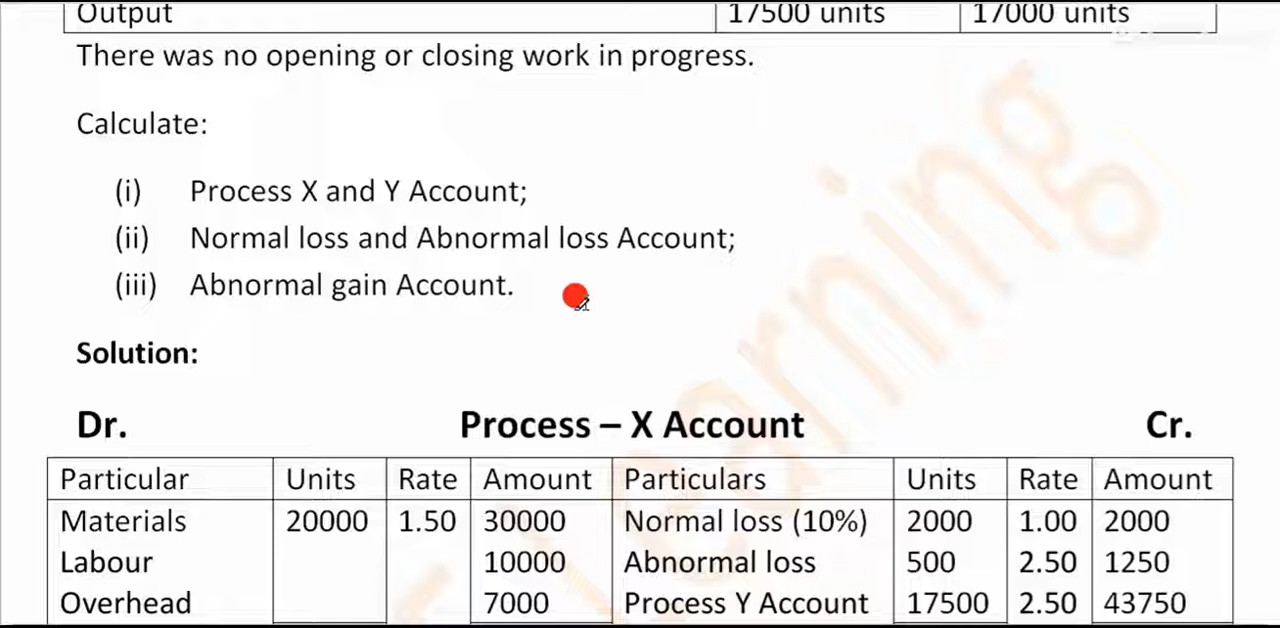 Output 17500 units 17000 units
There was no opening or closing work in progress.
Calculate:
(i) Process X and Y Account;
(ii) Normal loss and Abnormal loss Account;
(iii) Abnormal gain Account.
Solution:
Dr. Process – X Account Cr.
Particular Units Rate Amount Particulars Units Rate Amount
Materials 20000 1.50 30000 Normal loss (10%) 2000 1.00 2000
Labour 10000 Abnormal loss 500 2.50 1250
Overhead 7000 Process Y Account 17500 2.50 43750